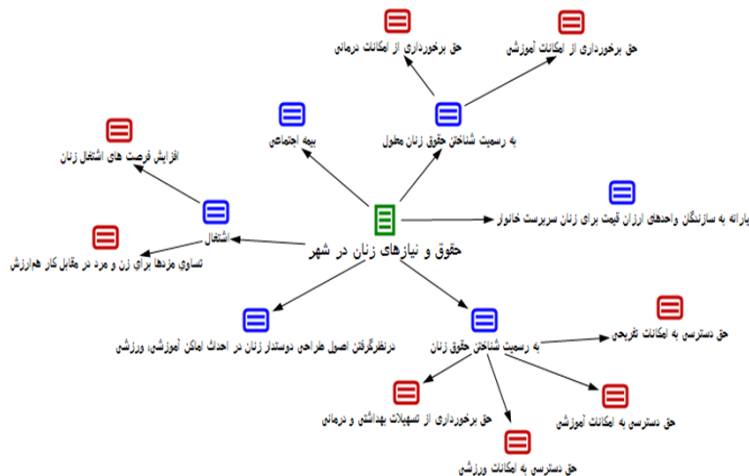 حق برخورداری از امکانات آموزشی
حق برخورداری از امکانات درمانی
به رسمیت شناختن حقوق زنان معلول
بیمه اجتماعی
افزایش فرصت های اشتغال زنان
یارانه به سازندگان واحدهای ارزان قیمت برای زنان سرپرست خانوار
اشتغال
حقوق و نیازهای زنان در شهر
تساوي مزدها براي زن و مرد در مقابل کار هم‌ارزش
به رسمیت شناختن حقوق زنان
درنظرگرفتن اصول طراحی دوستدار زنان در احداث اماکن آموزشی، ورزشی
حق دسترسی به امکانات تفریحی
حق برخورداری از تسهیلات بهداشتی و درمانی
حق دسترسی به امکانات آموزشی
حق دسترسی به امکانات ورزشی